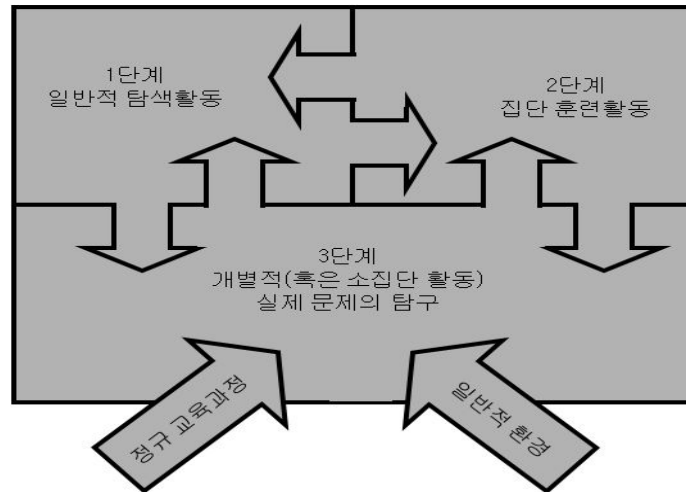 1단계
일반적 탐색활동
2단계
집단 훈련활동
3단계
개별적(혹은 소집단 활동)
실제 문제의 탐구
정규 교육과정
일반적 환경